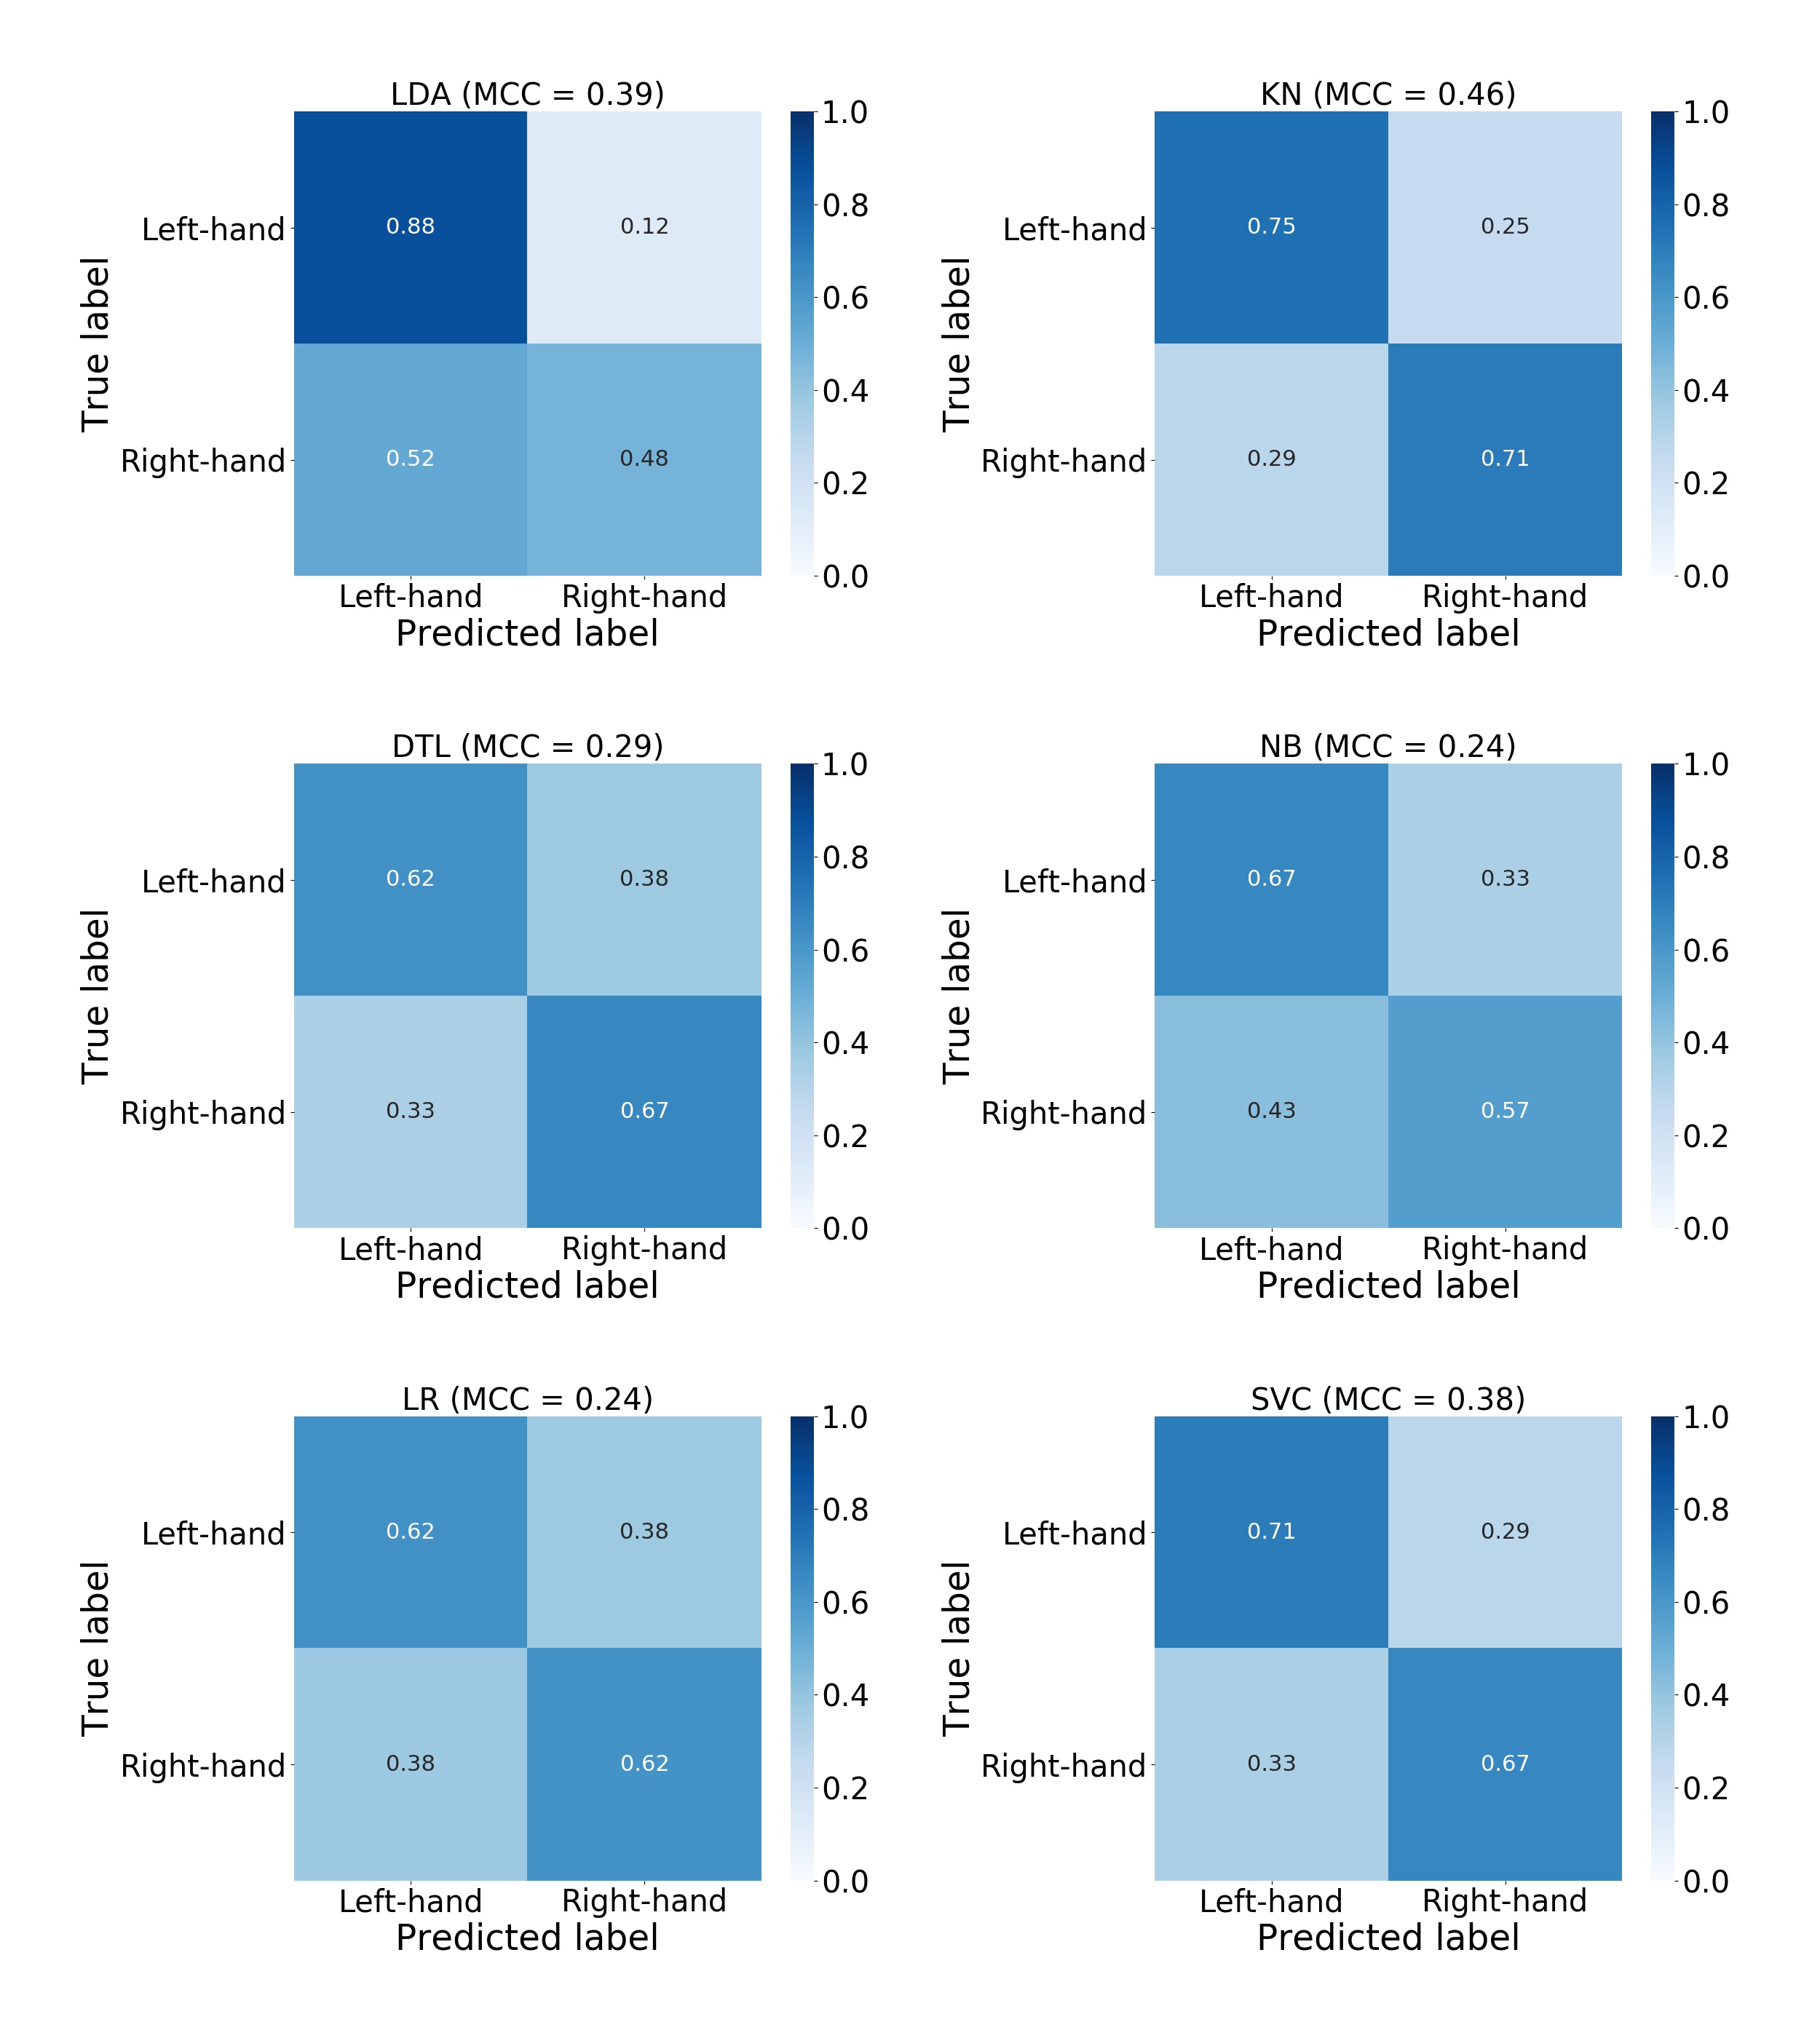 LDA (MCC = 0.39)
True label
Left-hand
Right-hand
0.88
0.12
0.52
0.48
Left-hand
Right-hand
Predicted label
1.0
0.8
0.6
0.4
0.2
0.0
KN (MCC = 0.46)
True label
Left-hand
Right-hand
0.75
0.25
0.29
0.71
Left-hand
Right-hand
Predicted label
1.0
0.8
0.6
0.4
0.2
0.0
DTL (MCC = 0.29)
True label
Left-hand
Right-hand
0.62
0.38
0.33
0.67
Left-hand
Right-hand
Predicted label
1.0
0.8
0.6
0.4
0.2
0.0
NB (MCC = 0.24)
True label
Left-hand
Right-hand
0.67
0.33
0.43
0.57
Left-hand
Right-hand
Predicted label
1.0
0.8
0.6
0.4
0.2
0.0
LR (MCC = 0.24)
True label
Left-hand
Right-hand
0.62
0.38
0.38
0.62
Left-hand
Right-hand
Predicted label
1.0
0.8
0.6
0.4
0.2
0.0
SVC (MCC = 0.38)
True label
Left-hand
Right-hand
0.71
0.29
0.33
0.67
Left-hand
Right-hand
Predicted label
1.0
0.8
0.6
0.4
0.2
0.0